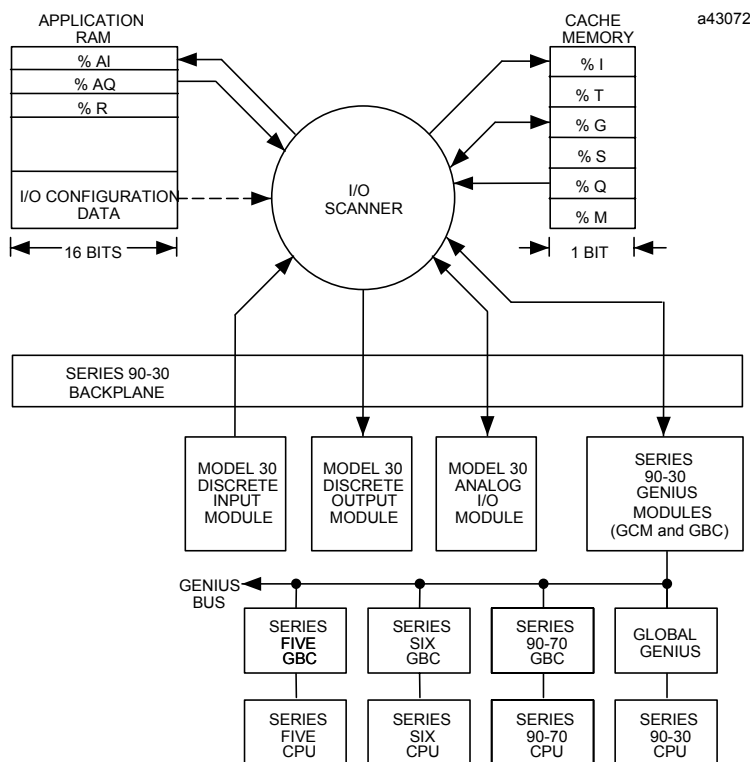 a43072
APPLICATION
RAM
% AI
% AQ
% R
I/O CONFIGURATION
DATA
16 BITS
I/O
SCANNER
CACHE
MEMORY
% I
% T
% G
% S
% Q
% M
1 BIT
SERIES 90-30
BACKPLANE
MODEL 30
DISCRETE
INPUT
MODULE
MODEL 30
DISCRETE
OUTPUT
MODULE
MODEL 30
ANALOG
I/O
MODULE
SERIES
90-30
GENIUS
MODULES
(GCM and GBC)
GENIUS
BUS
SERIES
FIVE
GBC
SERIES
SIX
GBC
SERIES
90-70
GBC
GLOBAL
GENIUS
SERIES
FIVE
CPU
SERIES
SIX
CPU
SERIES
90-70
CPU
SERIES
90-30
CPU